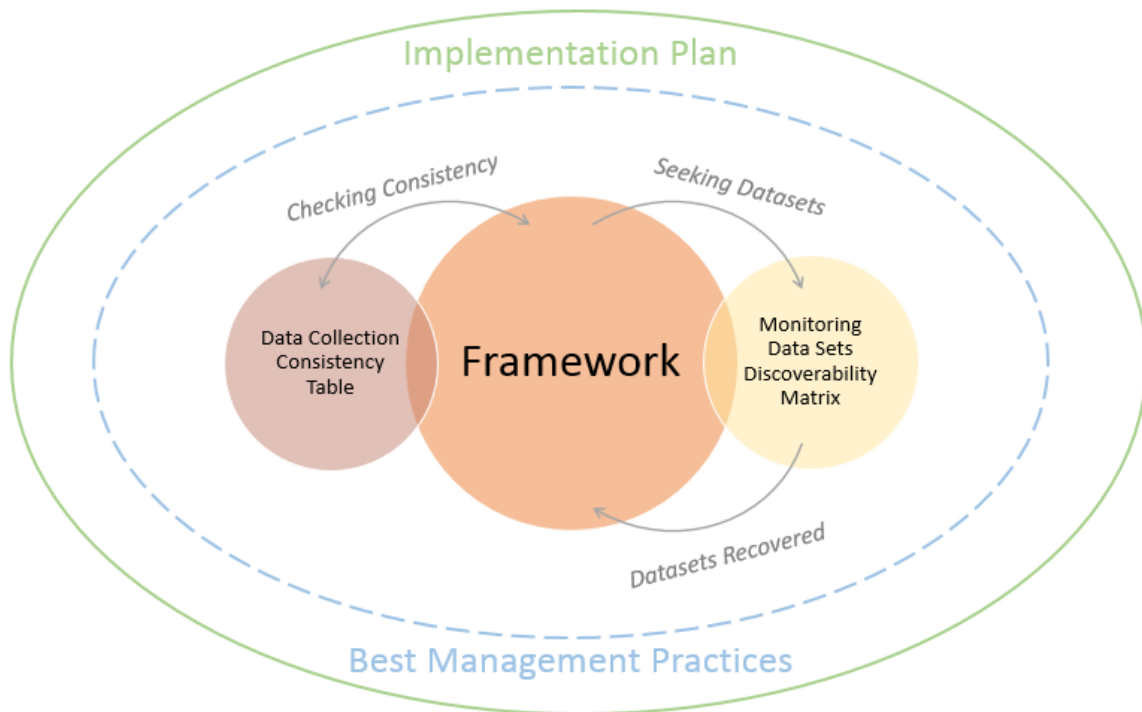 Implementation Plan
Checking Consistency
Seeking Datasets
Data Collection
Consistency
Table
Framework
Monitoring
Data Sets
Discoverability
Matrix
Datasets Recovered
Best Management Practices